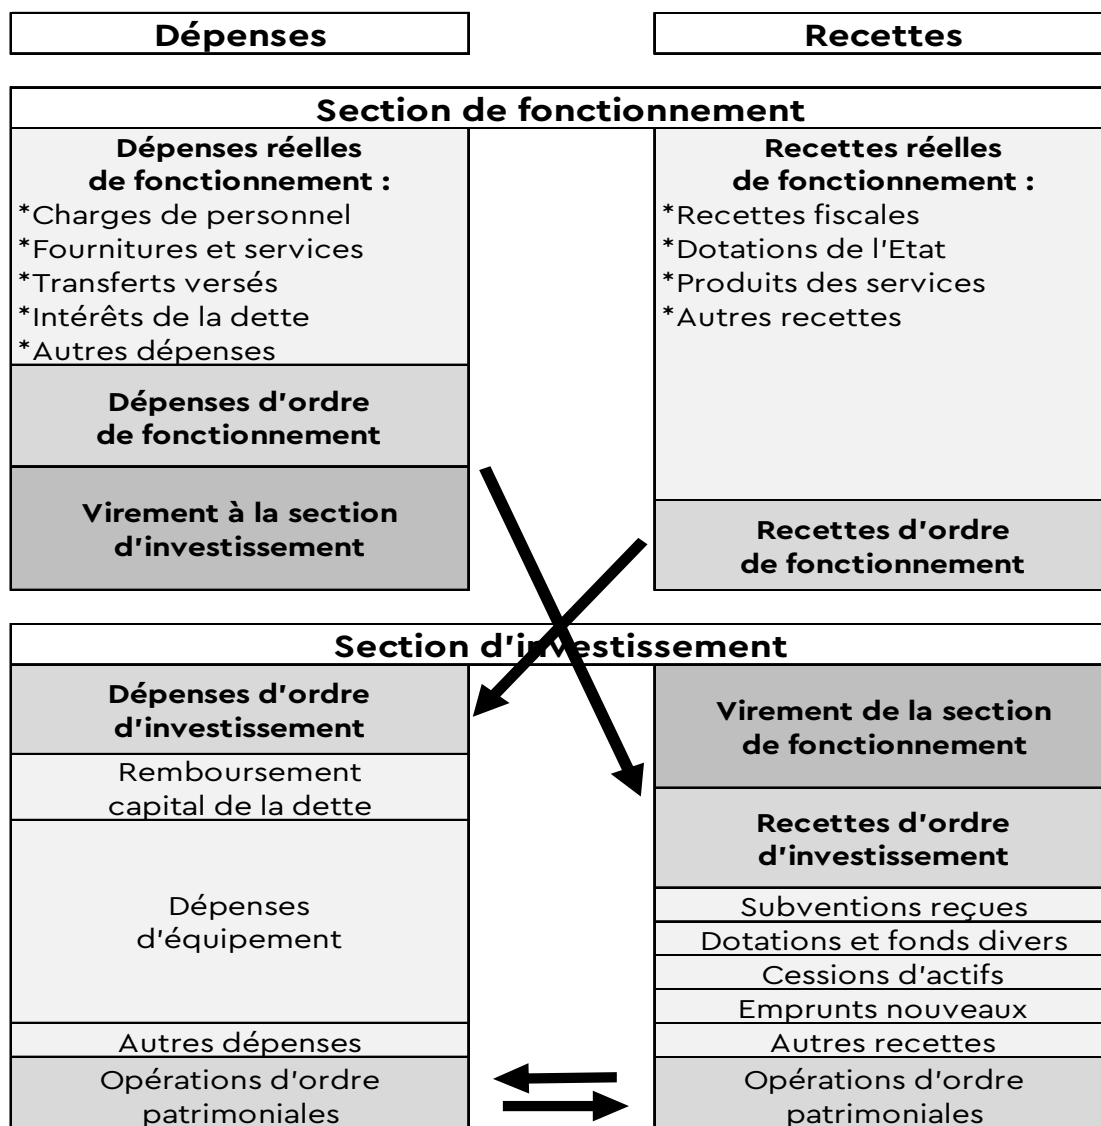 Dépenses
Recettes
Section de fonctionnement
Dépenses réelles
de fonctionnement :
*Charges de personnel
*Fournitures et services
*Transferts versés
*Intérêts de la dette
*Autres dépenses
Dépenses d'ordre
de fonctionnement
Virement à la section
d'investissement
Recettes réelles
de fonctionnement :
*Recettes fiscales
*Dotations de l'Etat
*Produits des services
*Autres recettes
Recettes d'ordre
de fonctionnement
Section d'investissement
Dépenses d'ordre
d'investissement
Remboursement
capital de la dette
Dépenses
d'équipement
Autres dépenses
Opérations d'ordre
patrimoniales
Virement de la section
de fonctionnement
Recettes d'ordre
d'investissement
Subventions reçues
Dotations et fonds divers
Cessions d'actifs
Emprunts nouveaux
Autres recettes
Opérations d'ordre
patrimoniales